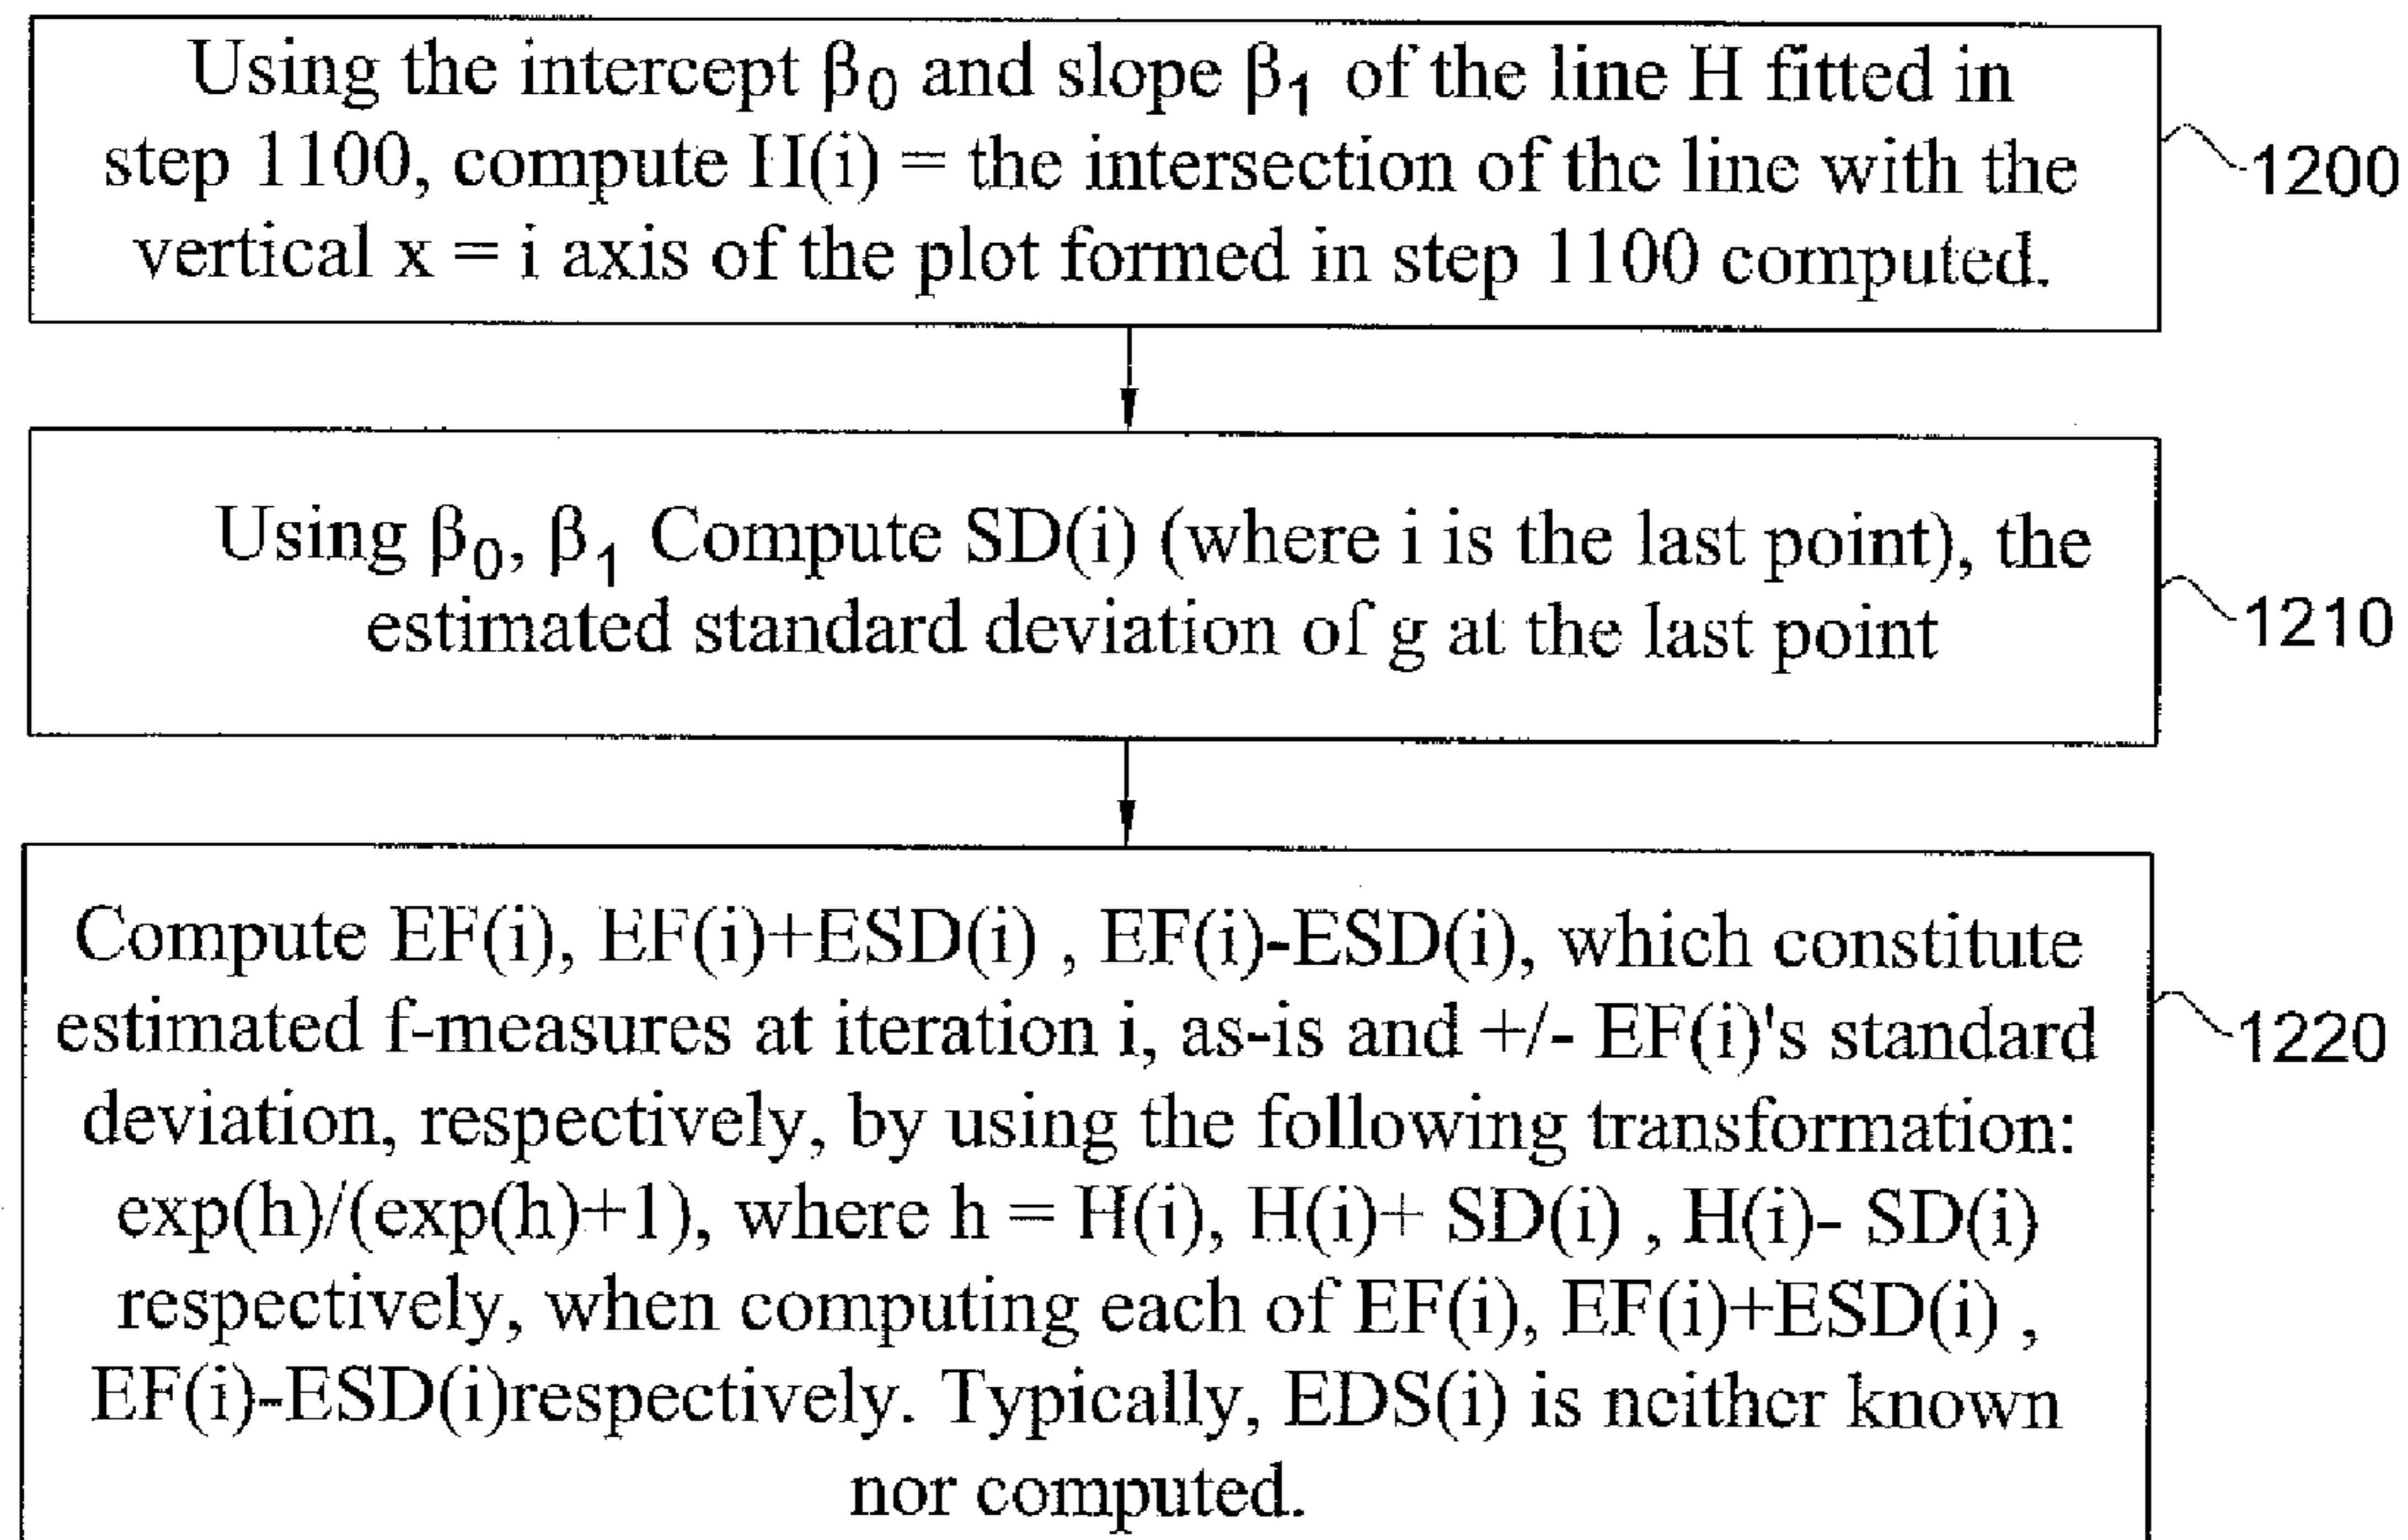 Using the intercept β₀ and slope β₁ of the line H fitted in
step 1100, compute H(i) = the intersection of the line with the
vertical x = i axis of the plot formed in step 1100 computed.
1200
Using β₀, β₁ Compute SD(i) (where i is the last point), the
estimated standard deviation of g at the last point
1210
Compute EF(i), EF(i)+ESD(i) , EF(i)-ESD(i), which constitute
estimated f-measures at iteration i, as-is and +/- EF(i)'s standard
deviation, respectively, by using the following transformation:
exp(h)/(exp(h)+1), where h = H(i), H(i)+ SD(i) , H(i)- SD(i)
respectively, when computing each of EF(i), EF(i)+ESD(i) ,
EF(i)-ESD(i)respectively. Typically, EDS(i) is neither known
nor computed.
1220